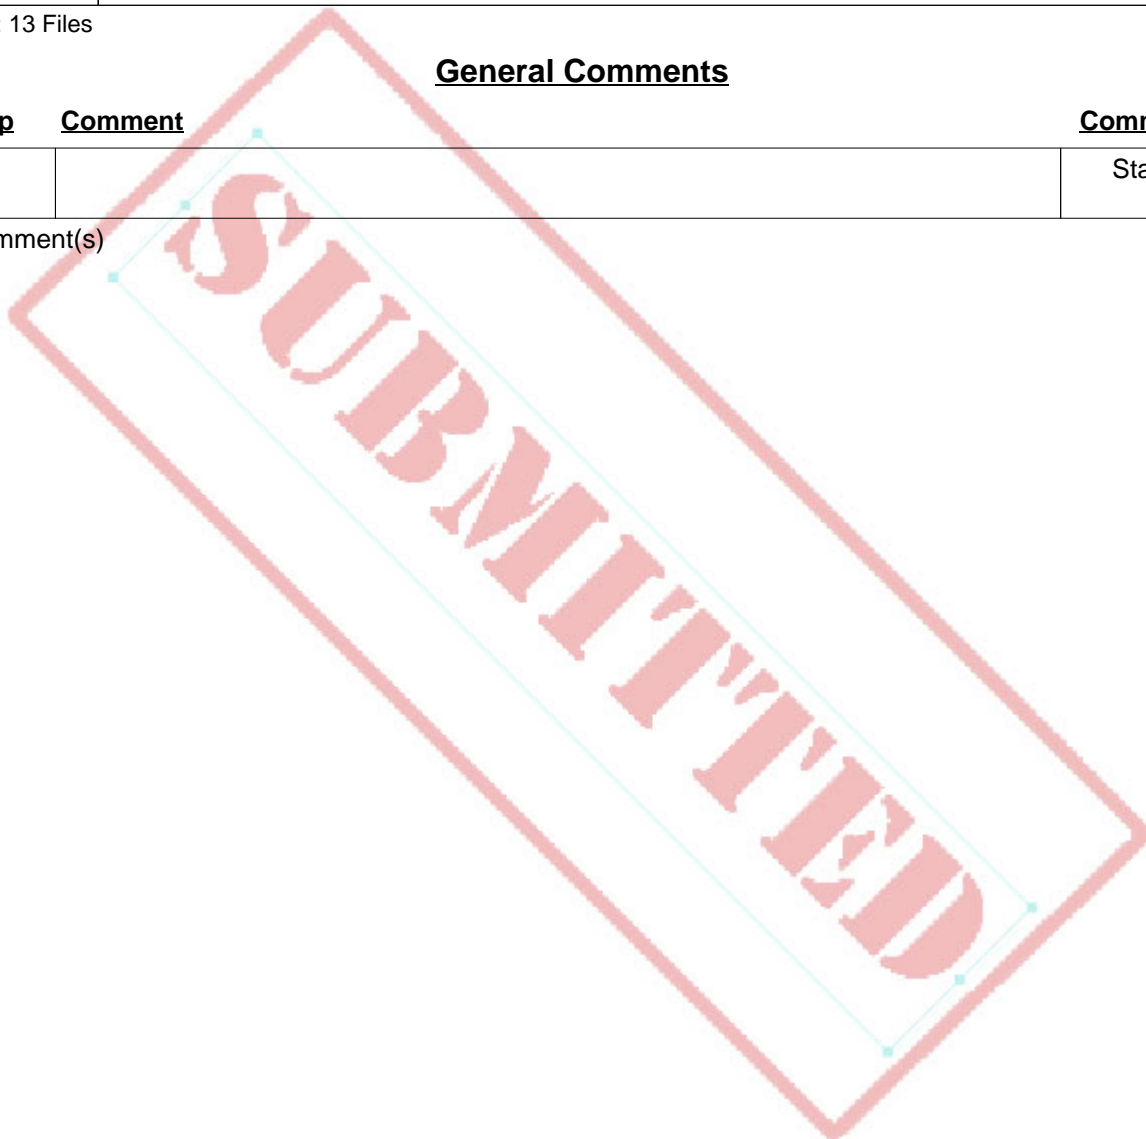 : 13 Files
General Comments
p Comment Comm
Sta
mment(s)
SUBMITTED